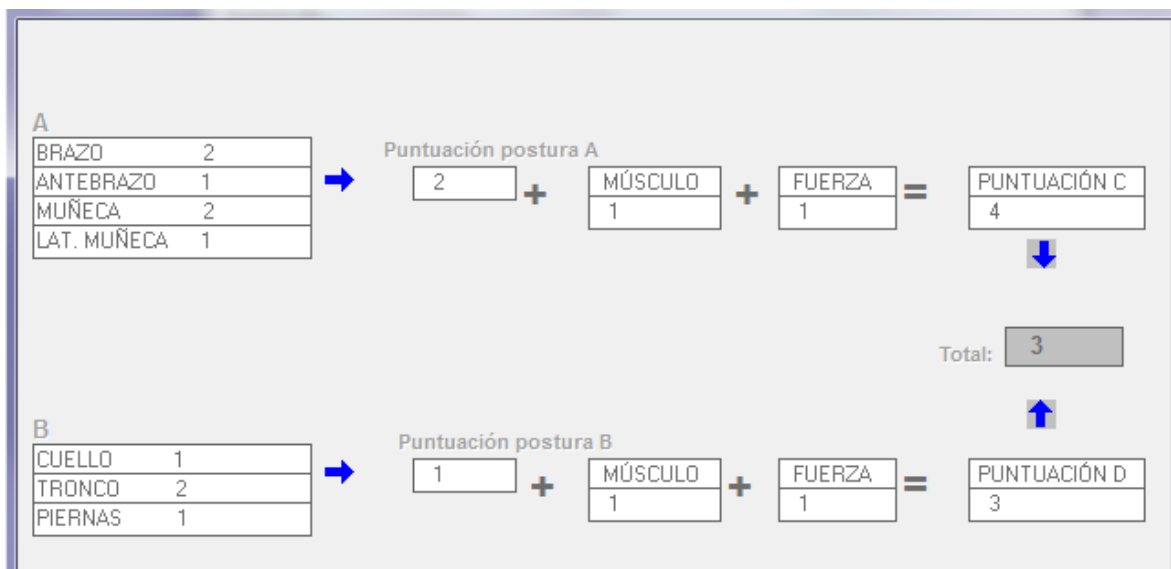 A
BRAZO 2
ANTEBRAZO 1
MUÑECA 2
LAT. MUÑECA 1
Puntuación postura A
2 + MÚSCULO 1 + FUERZA 1 = PUNTUACIÓN C 4
Total: 3
B
CUELLO 1
TRONCO 2
PIERNAS 1
Puntuación postura B
1 + MÚSCULO 1 + FUERZA 1 = PUNTUACIÓN D 3